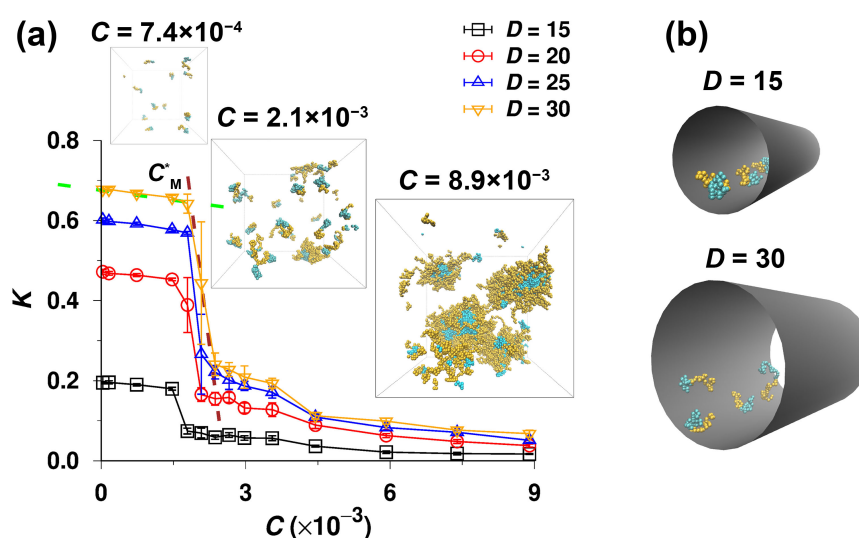 (a)
C = 7.4×10⁻⁴
C = 2.1×10⁻³
C = 8.9×10⁻³
D = 15
D = 20
D = 25
D = 30
C*M
K
0.8
0.6
0.4
0.2
0.0
0
3
6
9
C (×10⁻³)
(b)
D = 15
D = 30